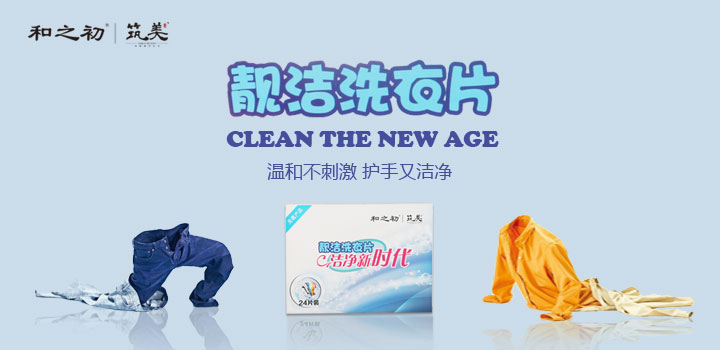 和之初® 筑美
靓洁洗衣片
CLEAN THE NEW AGE
温和不刺激 护手又洁净
和之初 筑美
靓洁洗衣片
洁净新时代
24片装